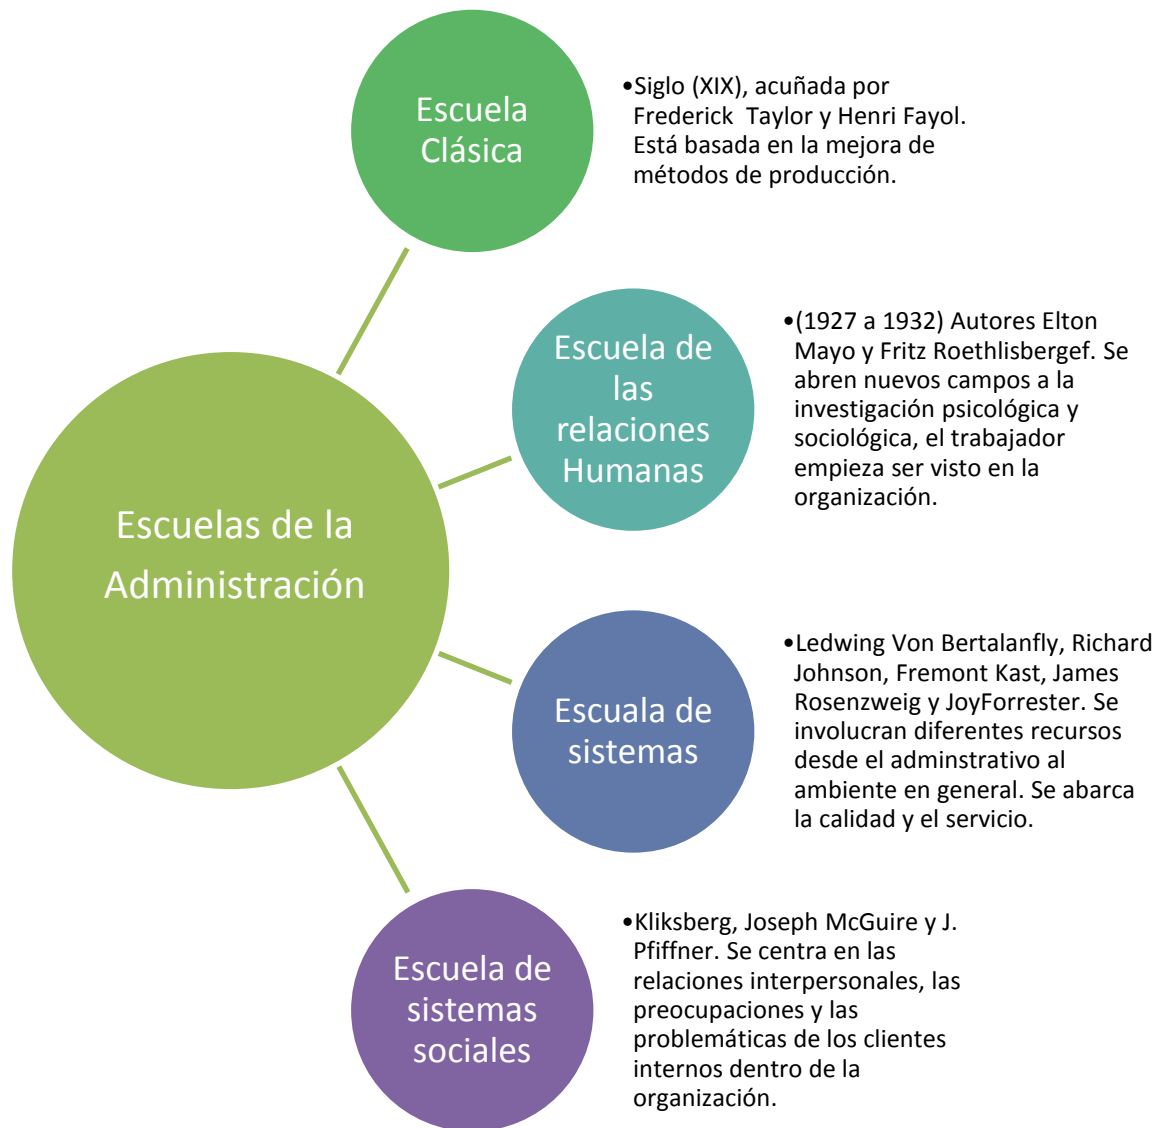 Escuela
Clásica
•Siglo (XIX), acuñada por
Frederick Taylor y Henri Fayol.
Está basada en la mejora de
métodos de producción.
Escuela de
las
relaciones
Humanas
•(1927 a 1932) Autores Elton
Mayo y Fritz Roethlisbergef. Se
abren nuevos campos a la
investigación psicológica y
sociológica, el trabajador
empieza ser visto en la
organización.
Escuelas de la
Administración
Escuala de
sistemas
•Ledwing Von Bertalanfly, Richard
Johnson, Fremont Kast, James
Rosenzweig y JoyForrester. Se
involucran diferentes recursos
desde el adminstrativo al
ambiente en general. Se abarca
la calidad y el servicio.
Escuela de
sistemas
sociales
•Kliksberg, Joseph McGuire y J.
Pfiffner. Se centra en las
relaciones interpersonales, las
preocupaciones y las
problemáticas de los clientes
internos dentro de la
organización.